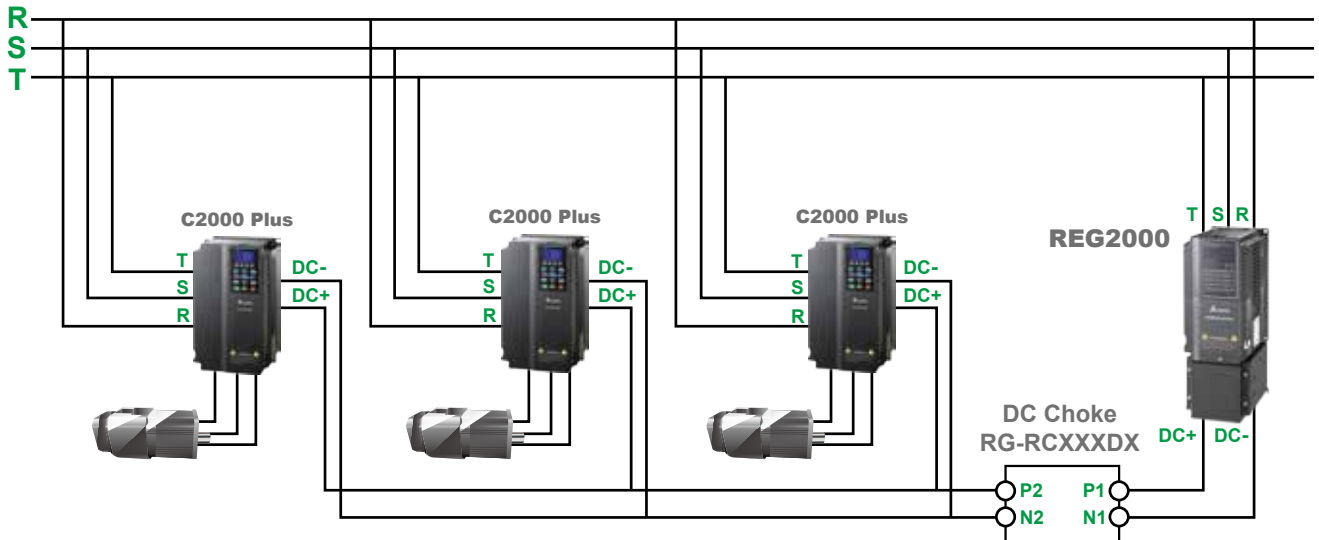 R
S
T
C2000 Plus
T
S
R
DC-
DC+
C2000 Plus
T
S
R
DC-
DC+
C2000 Plus
T
S
R
DC-
DC+
REG2000
T S R
DC+ DC-
DC Choke
RG-RCXXXDX
P2 P1
N2 N1